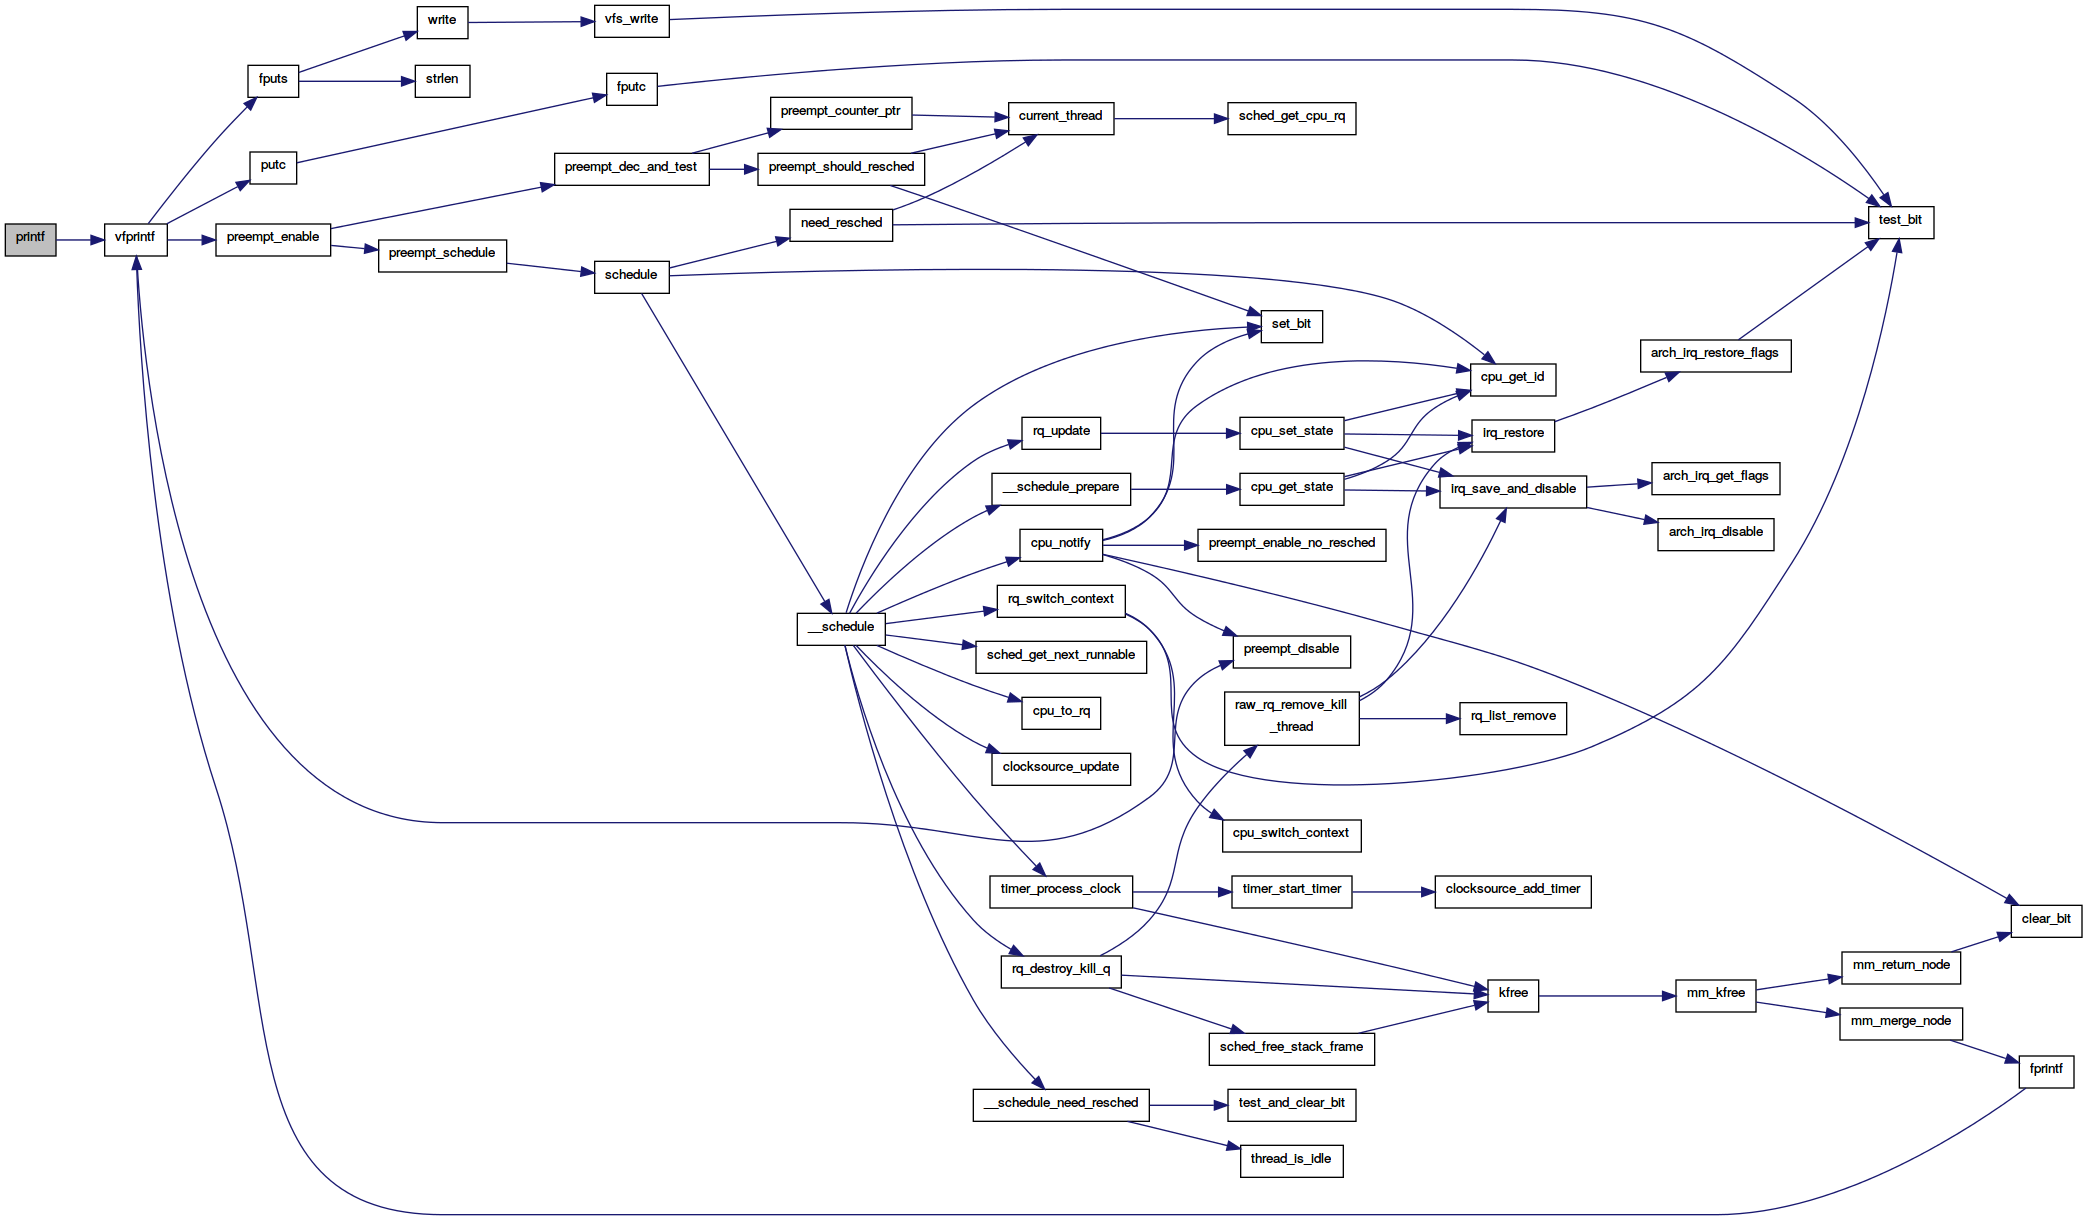 write
vfs_write
fputs
strlen
fputc
preempt_counter_ptr
current_thread
sched_get_cpu_rq
putc
preempt_dec_and_test
preempt_should_resched
need_resched
test_bit
printf
vfprintf
preempt_enable
preempt_schedule
schedule
set_bit
arch_irq_restore_flags
cpu_get_id
rq_update
cpu_set_state
irq_restore
__schedule_prepare
cpu_get_state
irq_save_and_disable
arch_irq_get_flags
arch_irq_disable
cpu_notify
preempt_enable_no_resched
rq_switch_context
__schedule
sched_get_next_runnable
preempt_disable
cpu_to_rq
raw_rq_remove_kill
_thread
rq_list_remove
clocksource_update
cpu_switch_context
timer_process_clock
timer_start_timer
clocksource_add_timer
clear_bit
rq_destroy_kill_q
kfree
mm_kfree
mm_return_node
mm_merge_node
sched_free_stack_frame
fprintf
__schedule_need_resched
test_and_clear_bit
thread_is_idle